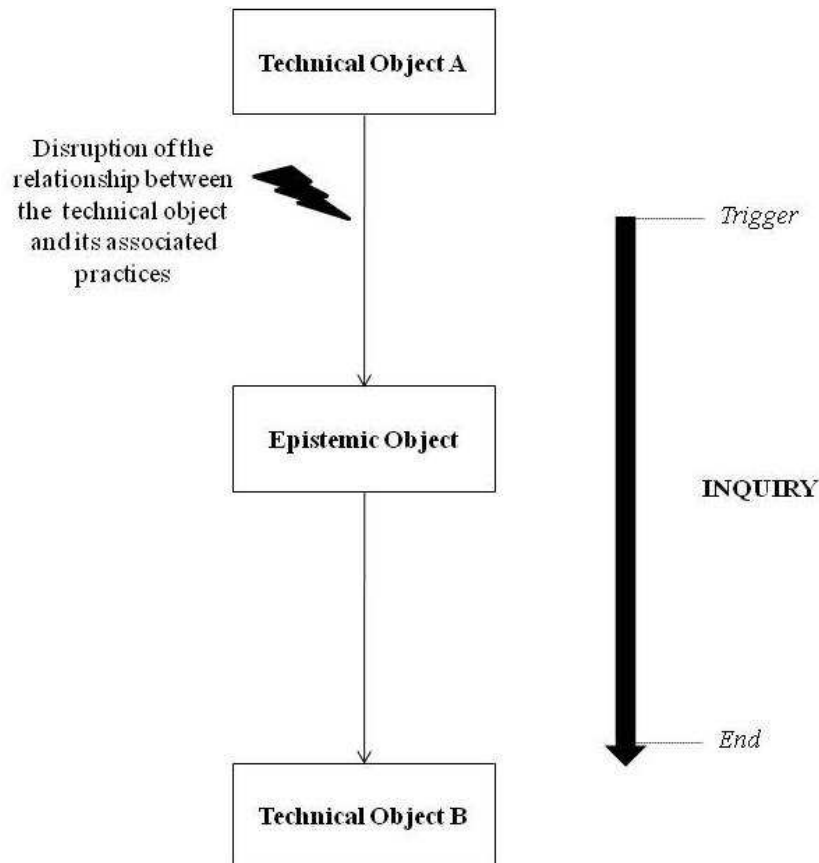 Technical Object A
Disruption of the
relationship between
the technical object
and its associated
practices
Trigger
Epistemic Object
INQUIRY
End
Technical Object B